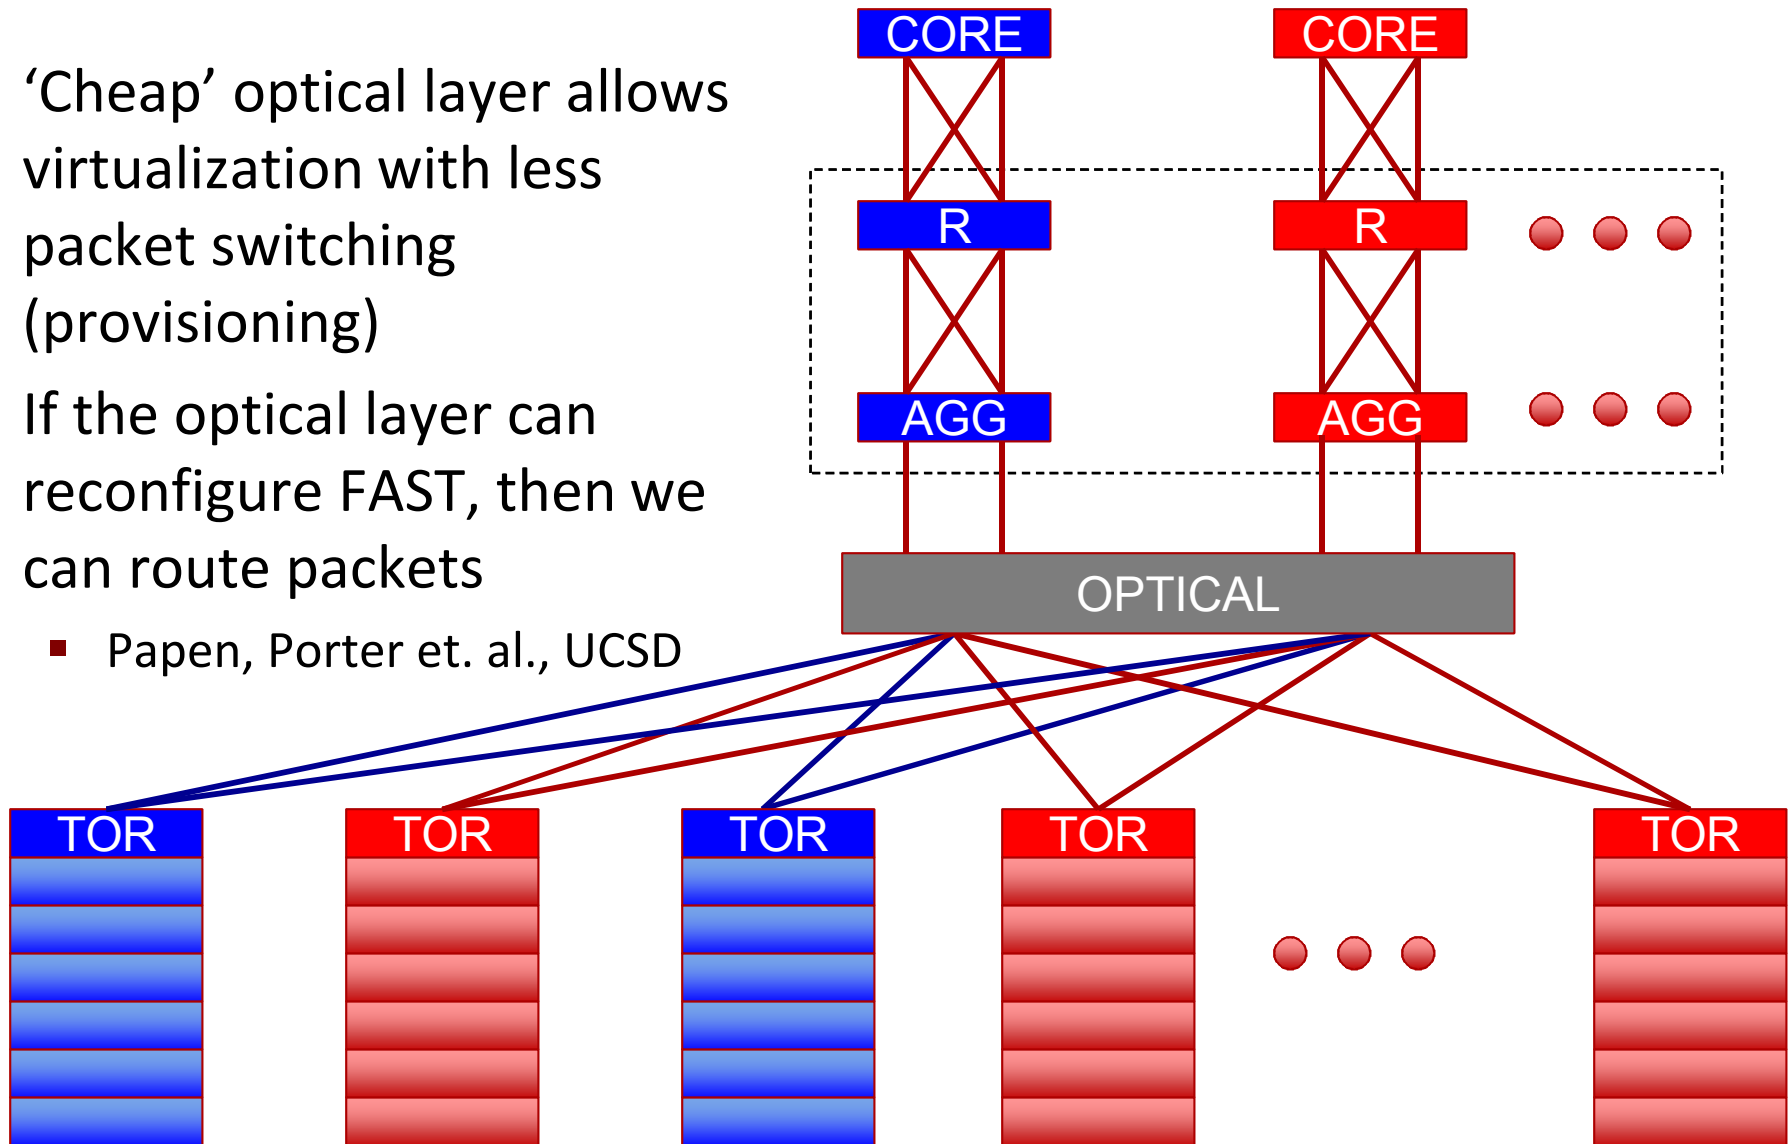 ‘Cheap’ optical layer allows
virtualization with less
packet switching
(provisioning)
If the optical layer can
reconfigure FAST, then we
can route packets
▪ Papen, Porter et. al., UCSD
CORE CORE
R R
AGG AGG
OPTICAL
TOR TOR TOR TOR TOR